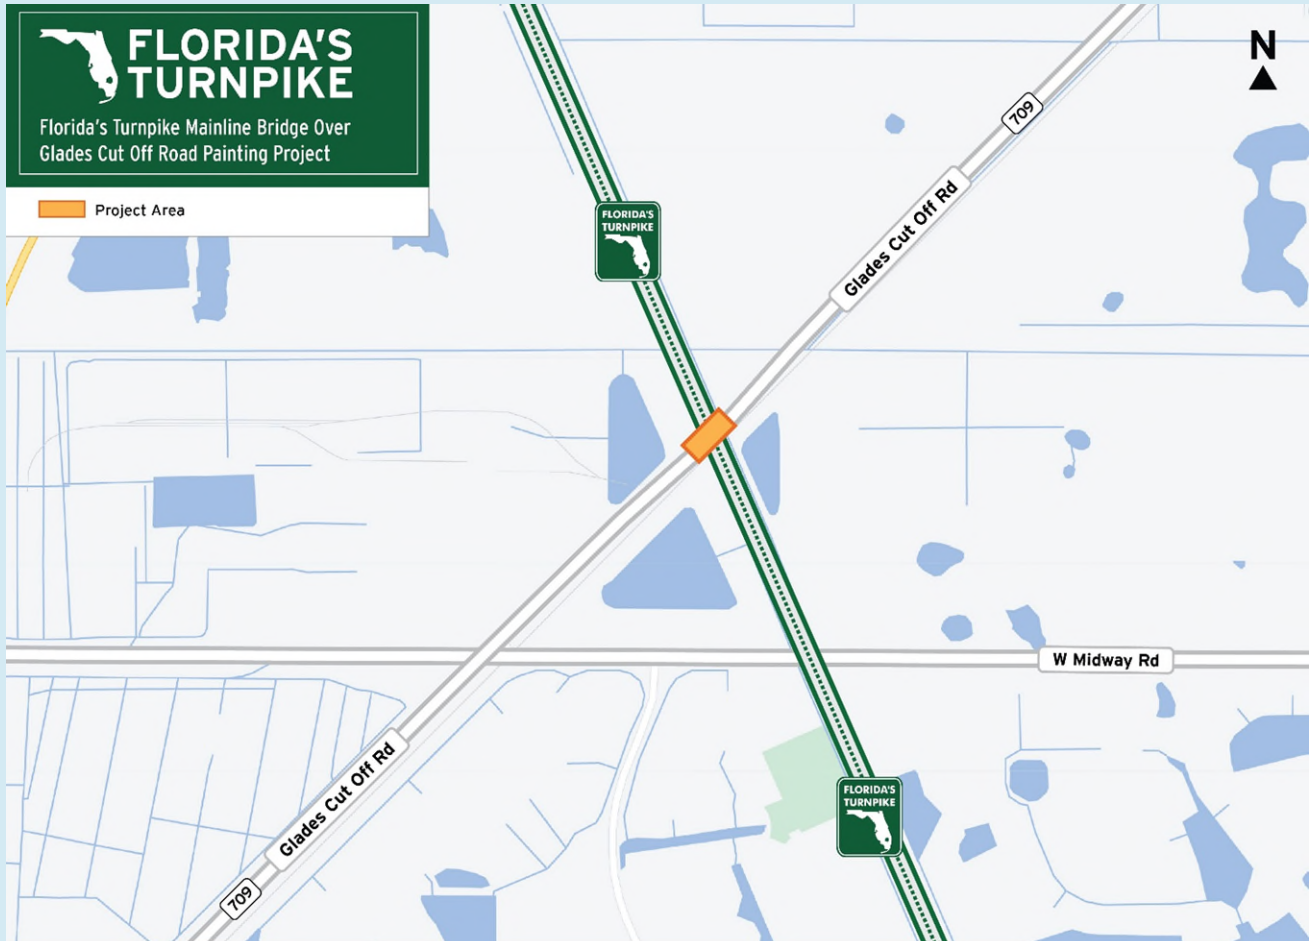 FLORIDA'S
TURNPIKE
Florida's Turnpike Mainline Bridge Over
Glades Cut Off Road Painting Project
Project Area
N
709
Glades Cut Off Rd
FLORIDA'S
TURNPIKE
W Midway Rd
Glades Cut Off Rd
FLORIDA'S
TURNPIKE
709